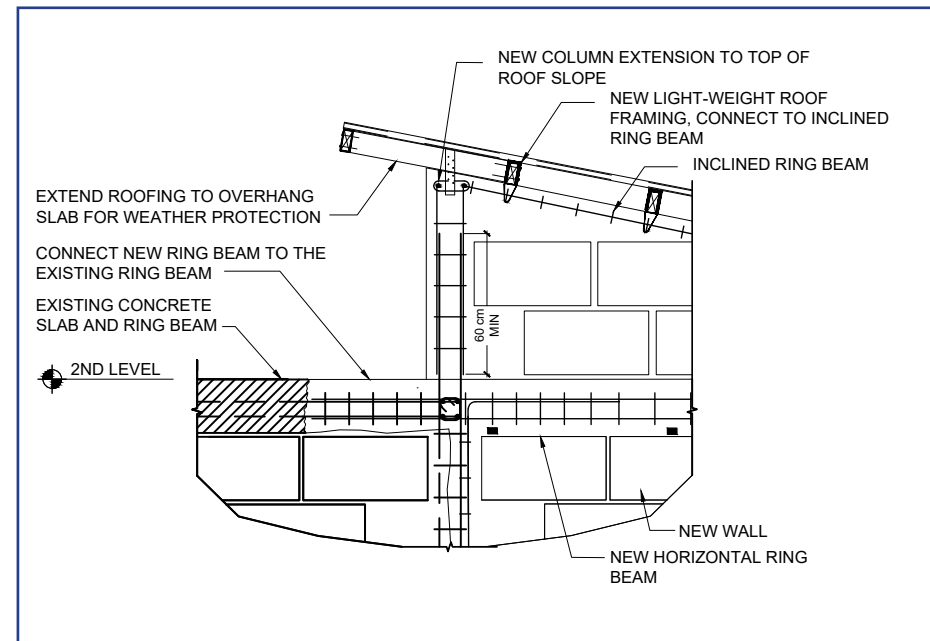 NEW COLUMN EXTENSION TO TOP OF
ROOF SLOPE
NEW LIGHT-WEIGHT ROOF
FRAMING, CONNECT TO INCLINED
RING BEAM
INCLINED RING BEAM
EXTEND ROOFING TO OVERHANG
SLAB FOR WEATHER PROTECTION
CONNECT NEW RING BEAM TO THE
EXISTING RING BEAM
EXISTING CONCRETE
SLAB AND RING BEAM
60 cm
MIN
2ND LEVEL
NEW WALL
NEW HORIZONTAL RING
BEAM